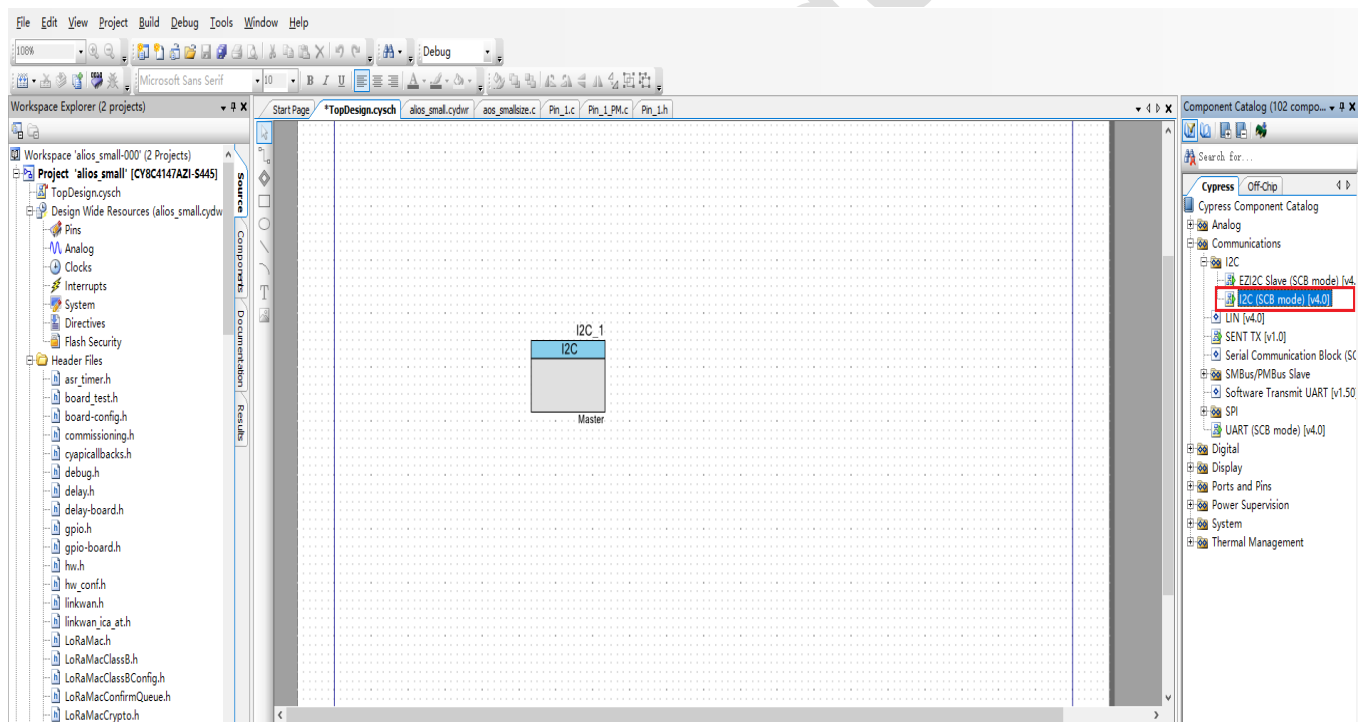 File Edit View Project Build Debug Tools Window Help
108% Debug
Microsoft Sans Serif 10 B I U A
Workspace Explorer (2 projects)
Workspace 'alios_small-000' (2 Projects)
Project 'alios_small' [CY8C4147AZI-S445]
TopDesign.cysch
Design Wide Resources (alios_small.cydw
Pins
Analog
Clocks
Interrupts
System
Directives
Flash Security
Header Files
asr_timer.h
board_test.h
board-config.h
commissioning.h
cyapicallbacks.h
debug.h
delay.h
delay-board.h
gpio.h
gpio-board.h
hw.h
hw_conf.h
linkwan.h
linkwan_ica_at.h
LoRaMac.h
LoRaMacClassB.h
LoRaMacClassBConfig.h
LoRaMacConfirmQueue.h
LoRaMacCrypto.h
Source
Components
Documentation
Results
Start Page *TopDesign.cysch alios_small.cydwr aos_smallsize.c Pin_1.c Pin_1_PM.c Pin_1.h
I2C_1
I2C
Master
Component Catalog (102 compo...
Search for...
Cypress Off-Chip
Cypress Component Catalog
Analog
Communications
I2C
EZI2C Slave (SCB mode) [v4.
I2C (SCB mode) [v4.0]
LIN [v4.0]
SENT TX [v1.0]
Serial Communication Block (SC
SMBus/PMBus Slave
Software Transmit UART [v1.50
SPI
UART (SCB mode) [v4.0]
Digital
Display
Ports and Pins
Power Supervision
System
Thermal Management